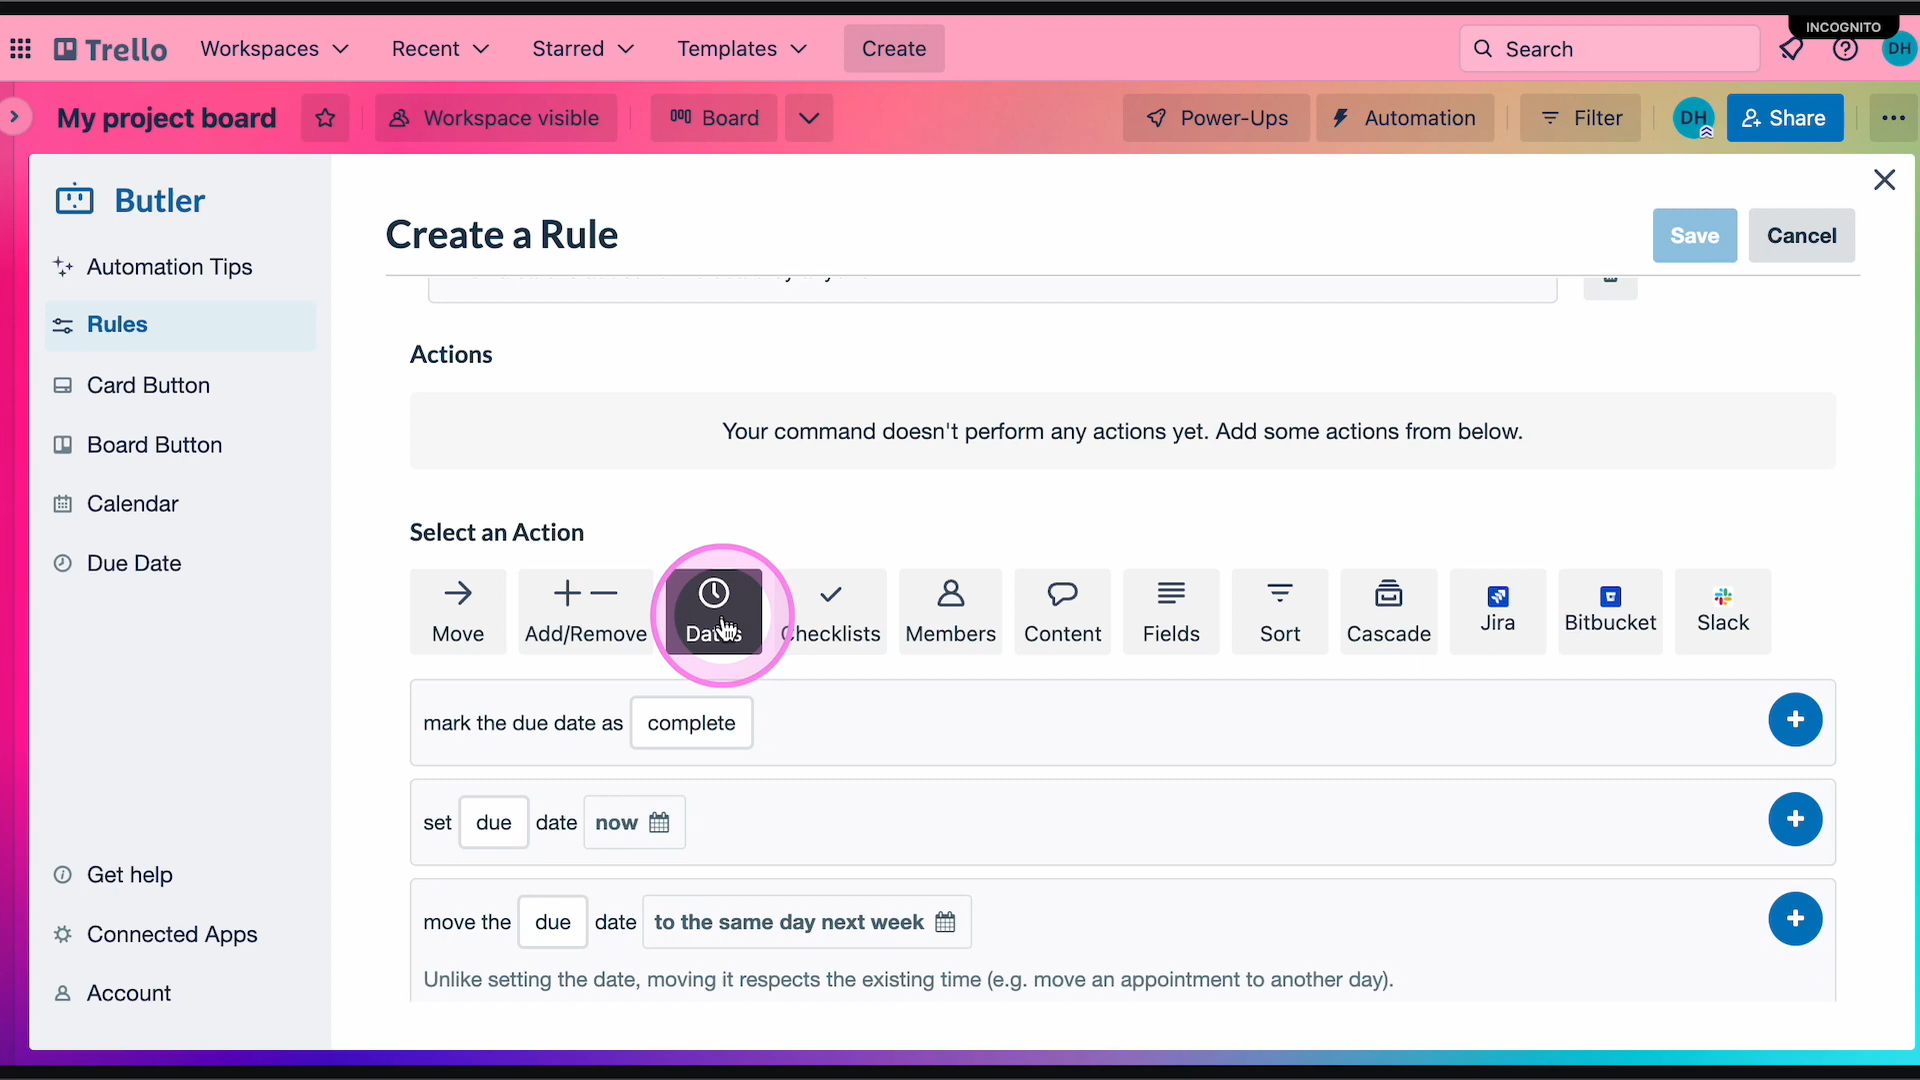 INCOGNITO
Trello Workspaces Recent Starred Templates Create Search DH
My project board Workspace visible Board Power-Ups Automation Filter DH Share
Butler
Automation Tips
Rules
Card Button
Board Button
Calendar
Due Date
Get help
Connected Apps
Account
Create a Rule Save Cancel
Actions
Your command doesn't perform any actions yet. Add some actions from below.
Select an Action
Move Add/Remove Dates Checklists Members Content Fields Sort Cascade Jira Bitbucket Slack
mark the due date as complete
set due date now
move the due date to the same day next week
Unlike setting the date, moving it respects the existing time (e.g. move an appointment to another day).